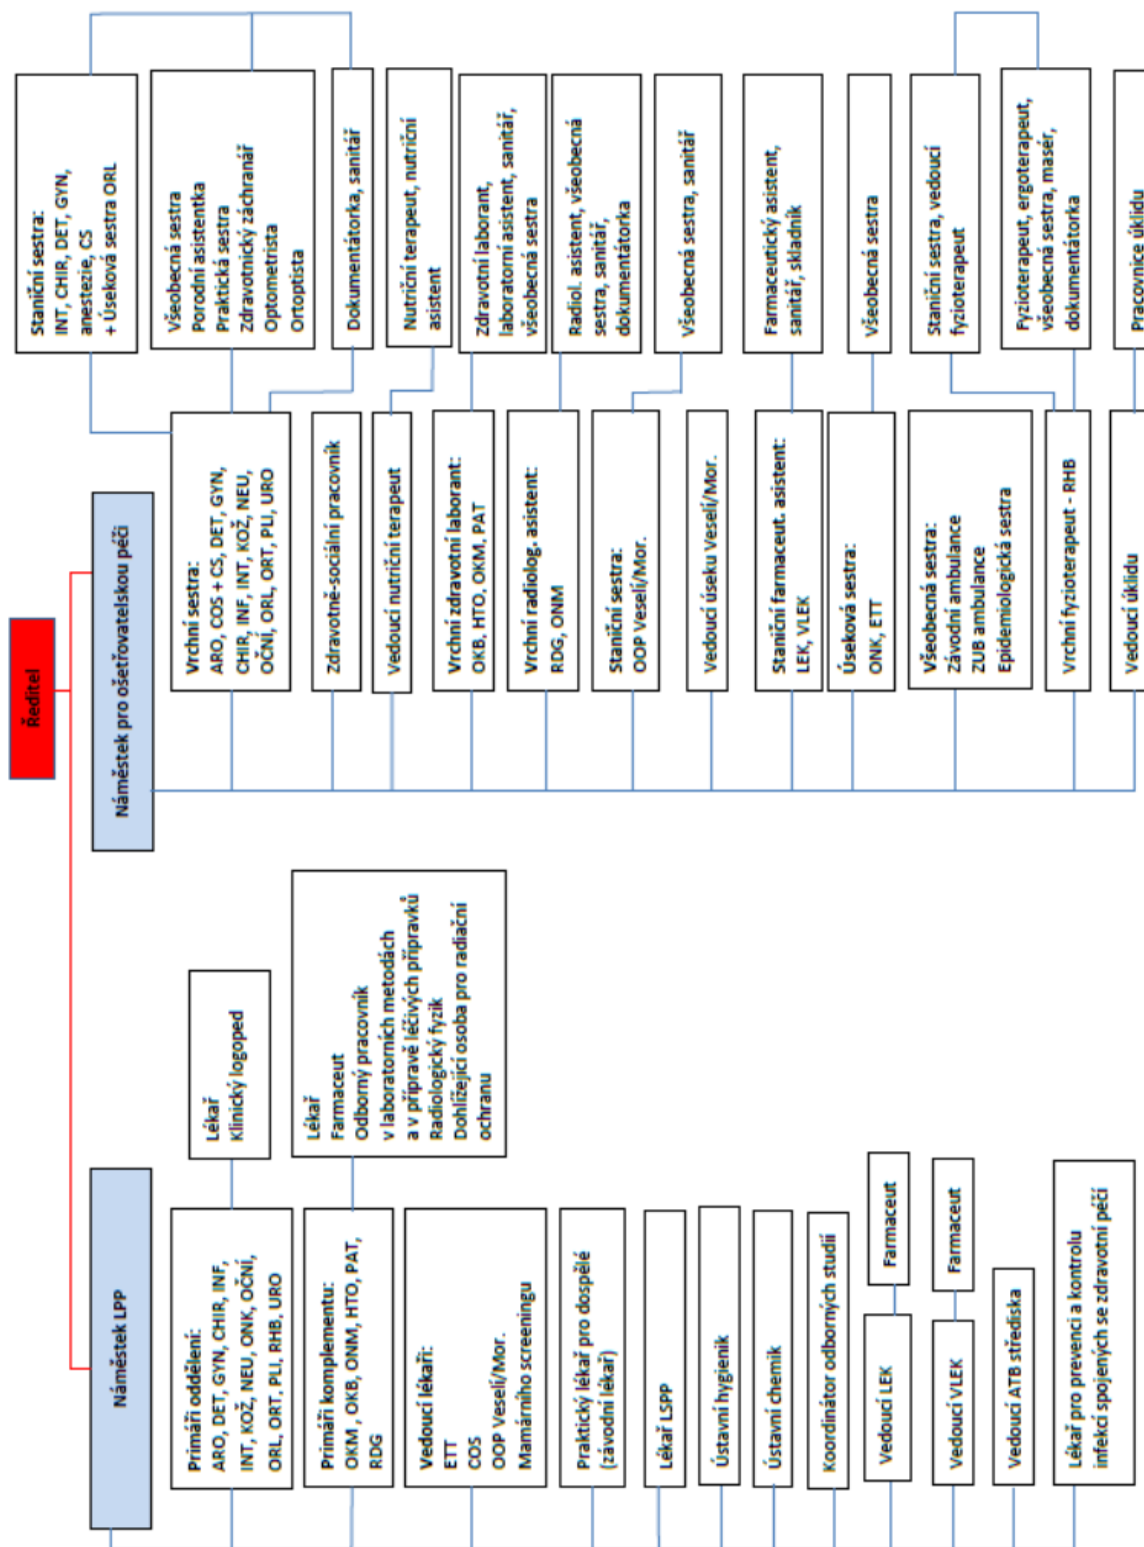 Ředitel
Náměstek LPP
Primáři oddělení:
ARO, DET, GYN, CHIR, INF,
INT, KOŽ, NEU, ONK, OČNÍ,
ORL, ORT, PLI, RHB, URO
Lékař
Klinický logoped
Primáři komplementu:
OKM , OKB, ONM, HTO, PAT,
RDG
Lékař
Farmaceut
Odborný pracovník
v laboratorních metodách
a v přípravě léčivých přípravků
Radiologický fyzik
Dohlížející osoba pro radiační
ochranu
Vedoucí lékaři:
ETT
COS
OOP Veselí/Mor.
Mamárního screeningu
Praktický lékař pro dospělé
(závodní lékař)
Lékař LSPP
Ústavní hygienik
Ústavní chemik
Koordinátor odborných studií
Vedoucí LEK
Farmaceut
Vedoucí VLEK
Farmaceut
Vedoucí ATB střediska
Lékař pro prevenci a kontrolu
infekcí spojených se zdravotní péčí
Náměstek pro ošetřovatelskou péči
Vrchní sestra:
ARO, COS + CS, DET, GYN,
CHIR, INF, INT, KOŽ, NEU,
OČNÍ, ORL, ORT, PLI, URO
Staniční sestra:
INT, CHIR, DET, GYN,
anestezie, CS
+ Úseková sestra ORL
Všeobecná sestra
Porodní asistentka
Praktická sestra
Zdravotnický záchranář
Optometrista
Ortoptista
Dokumentátorka, sanitář
Zdravotně-sociální pracovník
Vedoucí nutriční terapeut
Nutriční terapeut, nutriční
asistent
Vrchní zdravotní laborant:
OKB, HTO, OKM, PAT
Zdravotní laborant,
laboratorní asistent, sanitář,
všeobecná sestra
Vrchní radiolog. asistent:
RDG, ONM
Radiol. asistent, všeobecná
sestra, sanitář,
dokumentátorka
Staniční sestra:
OOP Veselí/Mor.
Všeobecná sestra, sanitář
Vedoucí úseku Veselí/Mor.
Staniční farmaceut. asistent:
LEK, VLEK
Farmaceutický asistent,
sanitář, skladník
Úseková sestra:
ONK, ETT
Všeobecná sestra
Všeobecná sestra:
Závodní ambulance
ZUB ambulance
Epidemiologická sestra
Vrchní fyzioterapeut - RHB
Staniční sestra, vedoucí
fyzioterapeut
Fyzioterapeut, ergoterapeut,
všeobecná sestra, masér,
dokumentátorka
Vedoucí úklidu
Pracovnice úklidu